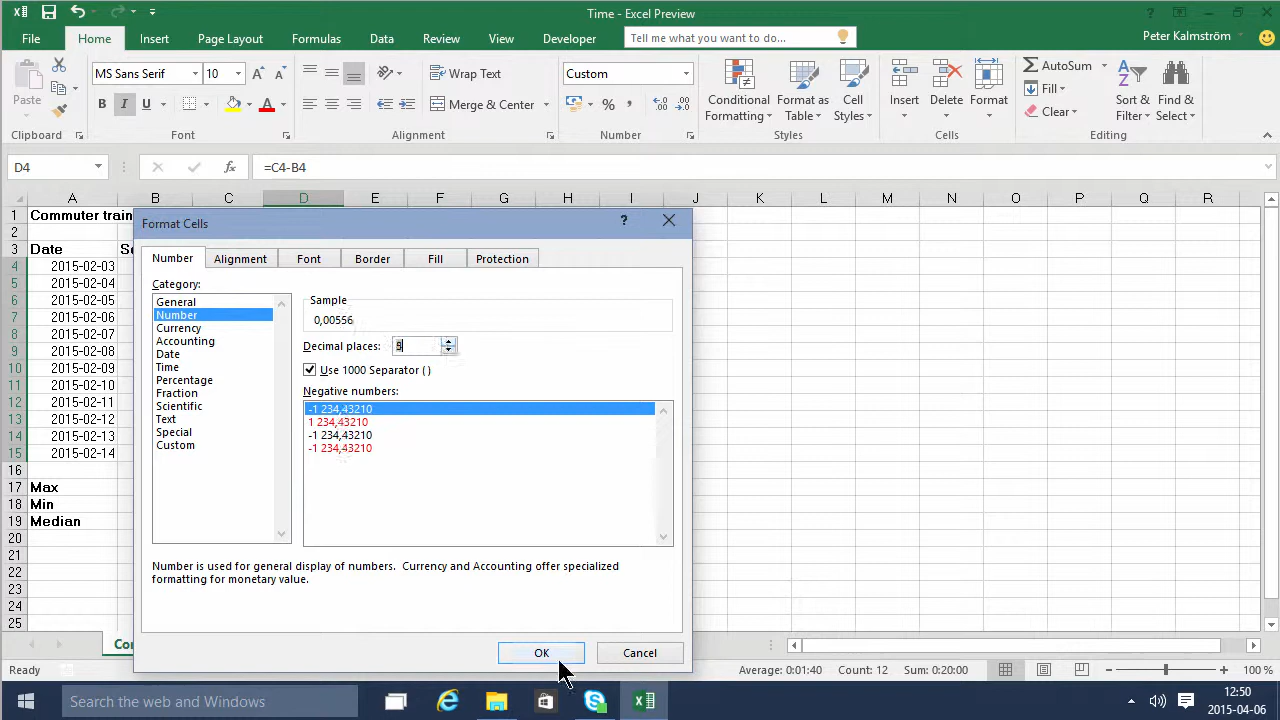 Time - Excel Preview
File Home Insert Page Layout Formulas Data Review View Developer Tell me what you want to do... Peter Kalmström
Paste MS Sans Serif 10 Wrap Text Custom Conditional Formatting Format as Table Cell Styles Insert Delete Format AutoSum Sort & Filter Find & Select
B I U A Merge & Center % Fill
Clear
Clipboard Font Alignment Number Styles Cells Editing
D4 fx =C4-B4
A B C D E F G H I J K L M N O P Q R
1 Commuter train
2
3 Date
4 2015-02-03
5 2015-02-04
6 2015-02-05
7 2015-02-06
8 2015-02-07
9 2015-02-08
10 2015-02-09
11 2015-02-10
12 2015-02-11
13 2015-02-12
14 2015-02-13
15 2015-02-14
16
17 Max
18 Min
19 Median
20
21
22
23
24
25
Format Cells ?
Number Alignment Font Border Fill Protection
Category:
General
Number
Currency
Accounting
Date
Time
Percentage
Fraction
Scientific
Text
Special
Custom
Sample
0,00556
Decimal places: 5
Use 1000 Separator ( )
Negative numbers:
-1 234,43210
1 234,43210
-1 234,43210
-1 234,43210
Number is used for general display of numbers. Currency and Accounting offer specialized
formatting for monetary value.
OK Cancel
Ready Average: 0:01:40 Count: 12 Sum: 0:20:00 100 %
Search the web and Windows 12:50
2015-04-06